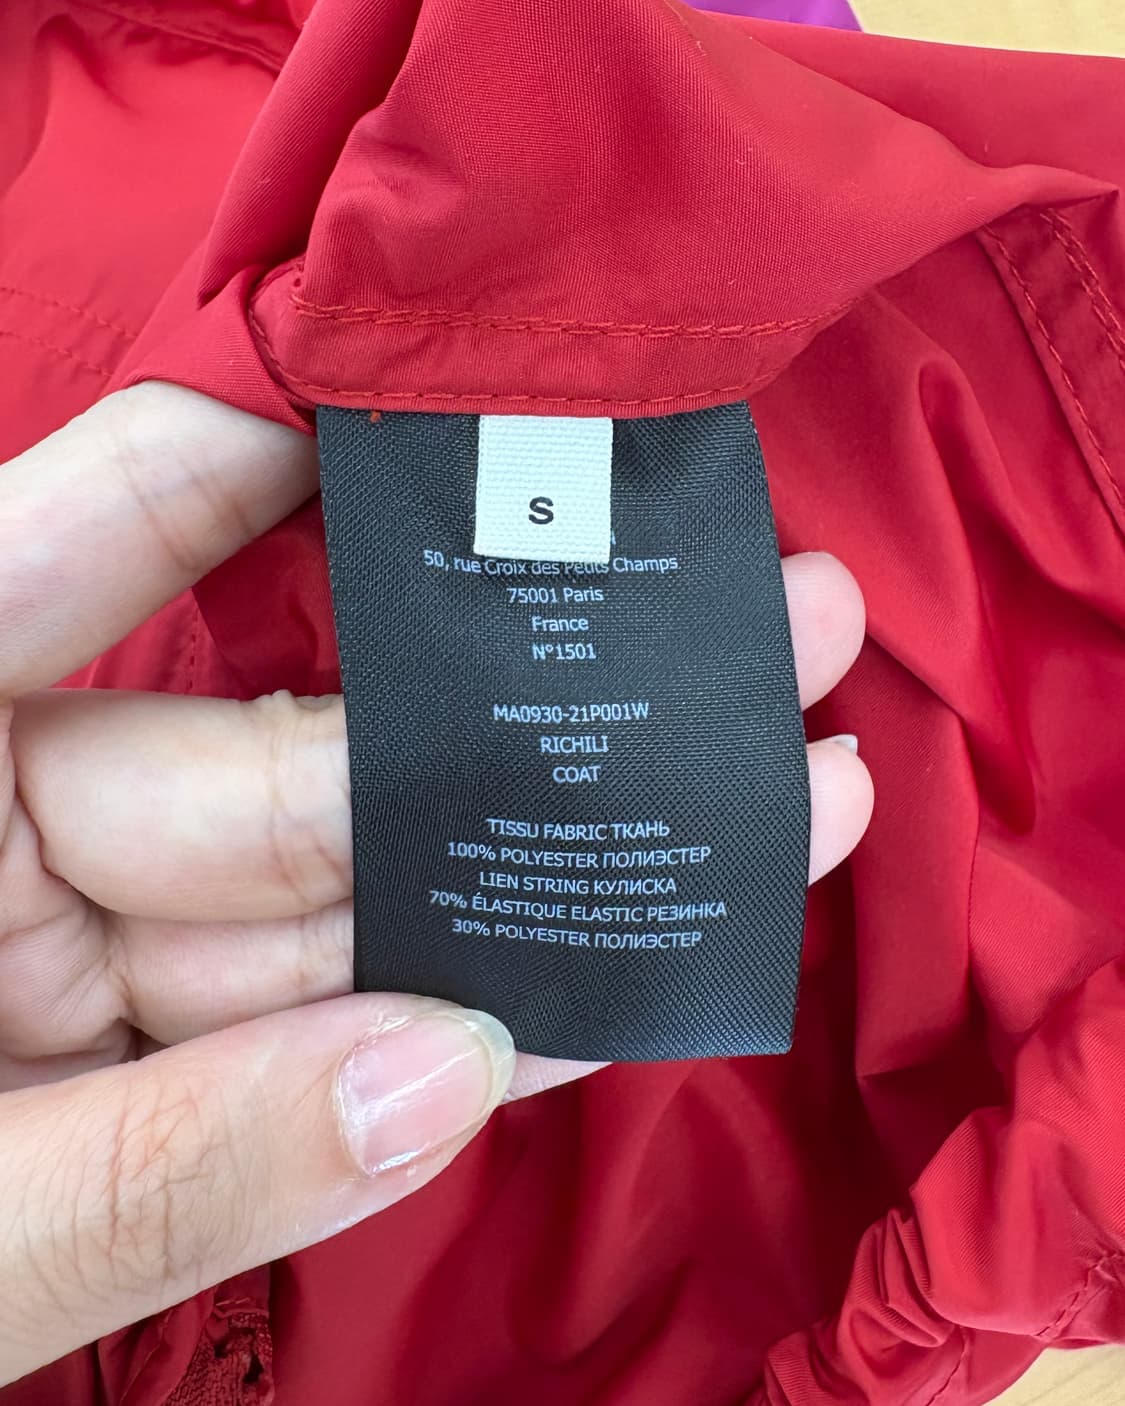 S
50, rue Croix des Petits Champs
75001 Paris
France
N°1501
MA0930-21P001W
RICHILI
COAT
TISSU FABRIC ТКАНЬ
100% POLYESTER ПОЛИЭСТЕР
LIEN STRING КУЛИСКА
70% ÉLASTIQUE ELASTIC РЕЗИНКА
30% POLYESTER ПОЛИЭСТЕР